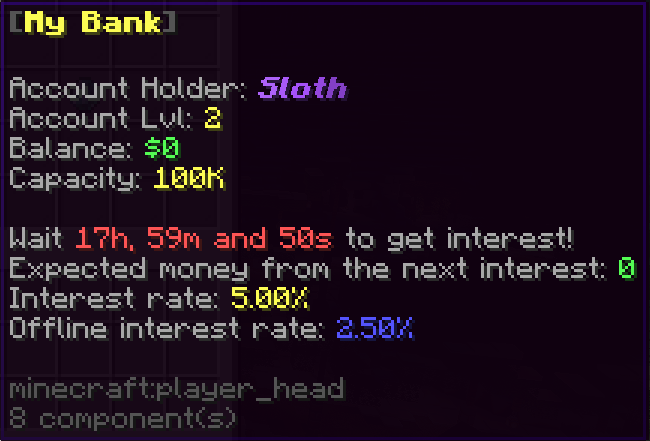 [My Bank]
Account Holder: Sloth
Account Lvl: 2
Balance: $0
Capacity: 100K
Wait 17h, 59m and 50s to get interest!
Expected money from the next interest: 0
Interest rate: 5.00%
Offline interest rate: 2.50%
minecraft:player_head
8 component(s)